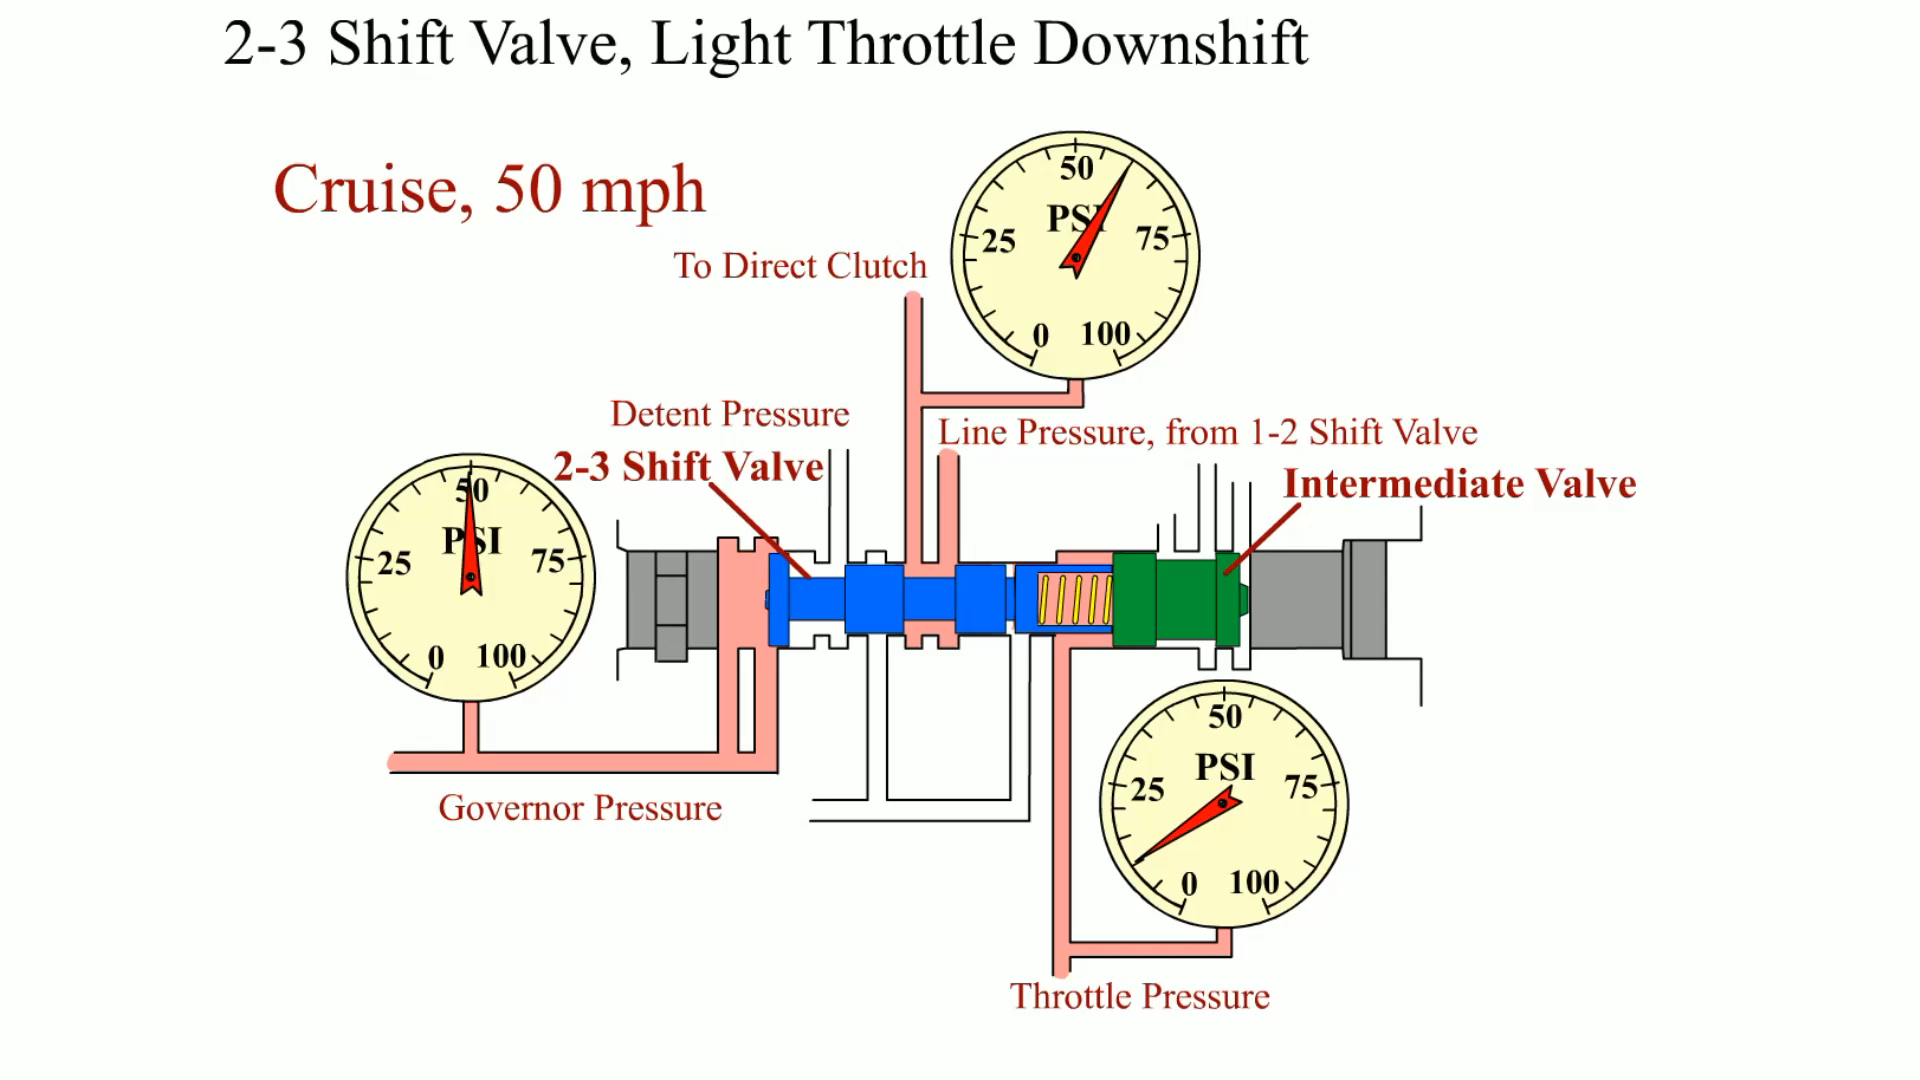 2-3 Shift Valve, Light Throttle Downshift
Cruise, 50 mph
50
PSI
25
75
0
100
To Direct Clutch
Detent Pressure
Line Pressure, from 1-2 Shift Valve
2-3 Shift Valve
Intermediate Valve
50
PSI
25
75
0
100
50
PSI
25
75
0
100
Governor Pressure
Throttle Pressure